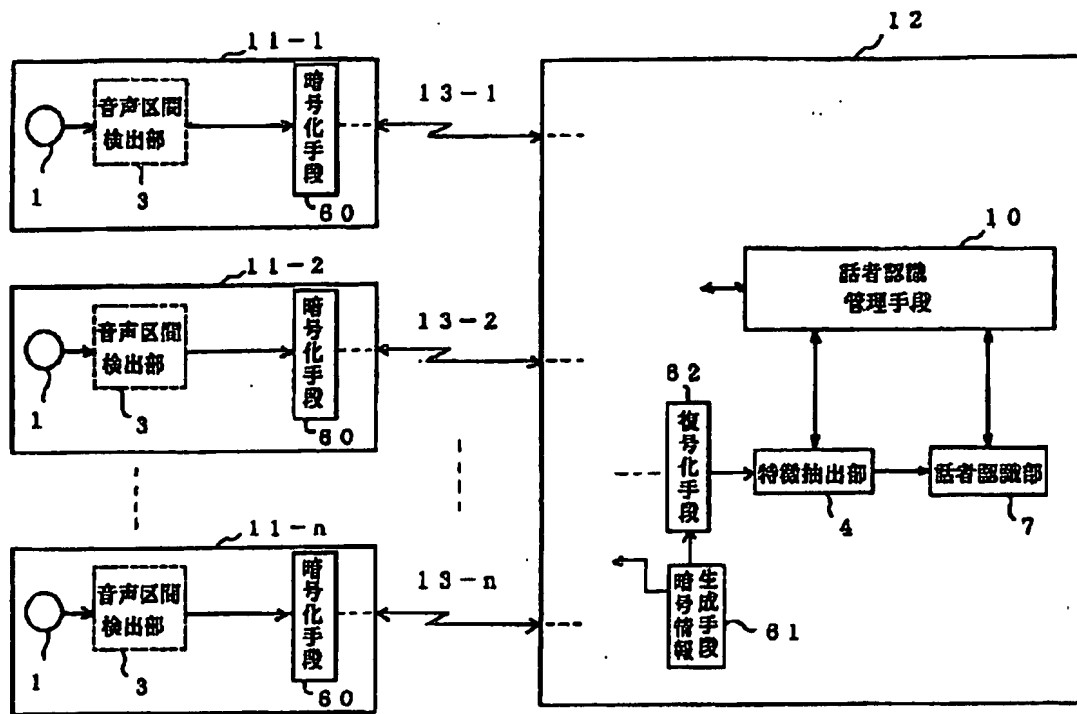 11-1
音声区間
検出部
暗号化手段
1
3
60
13-1
11-2
音声区間
検出部
暗号化手段
1
3
60
13-2
11-n
音声区間
検出部
暗号化手段
1
3
60
13-n
12
10
話者認識
管理手段
62
復号化手段
特徴抽出部
4
話者認識部
7
暗号情報
生成手段
61